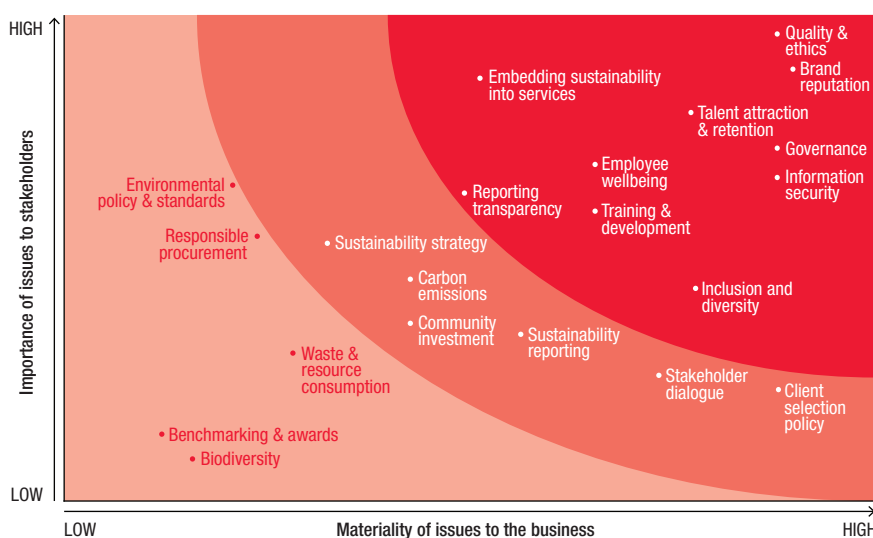 HIGH
Importance of issues to stakeholders
LOW
• Quality &
ethics
• Brand
reputation
• Embedding sustainability
into services
• Talent attraction
& retention
• Governance
• Employee
wellbeing
• Information
security
Environmental •
policy & standards
• Reporting
transparency
• Training &
development
Responsible •
procurement
• Sustainability strategy
• Carbon
emissions
• Inclusion and
diversity
• Community
investment
• Sustainability
reporting
• Waste &
resource
consumption
• Stakeholder
dialogue
• Client
selection
policy
• Benchmarking & awards
• Biodiversity
LOW
Materiality of issues to the business
HIGH